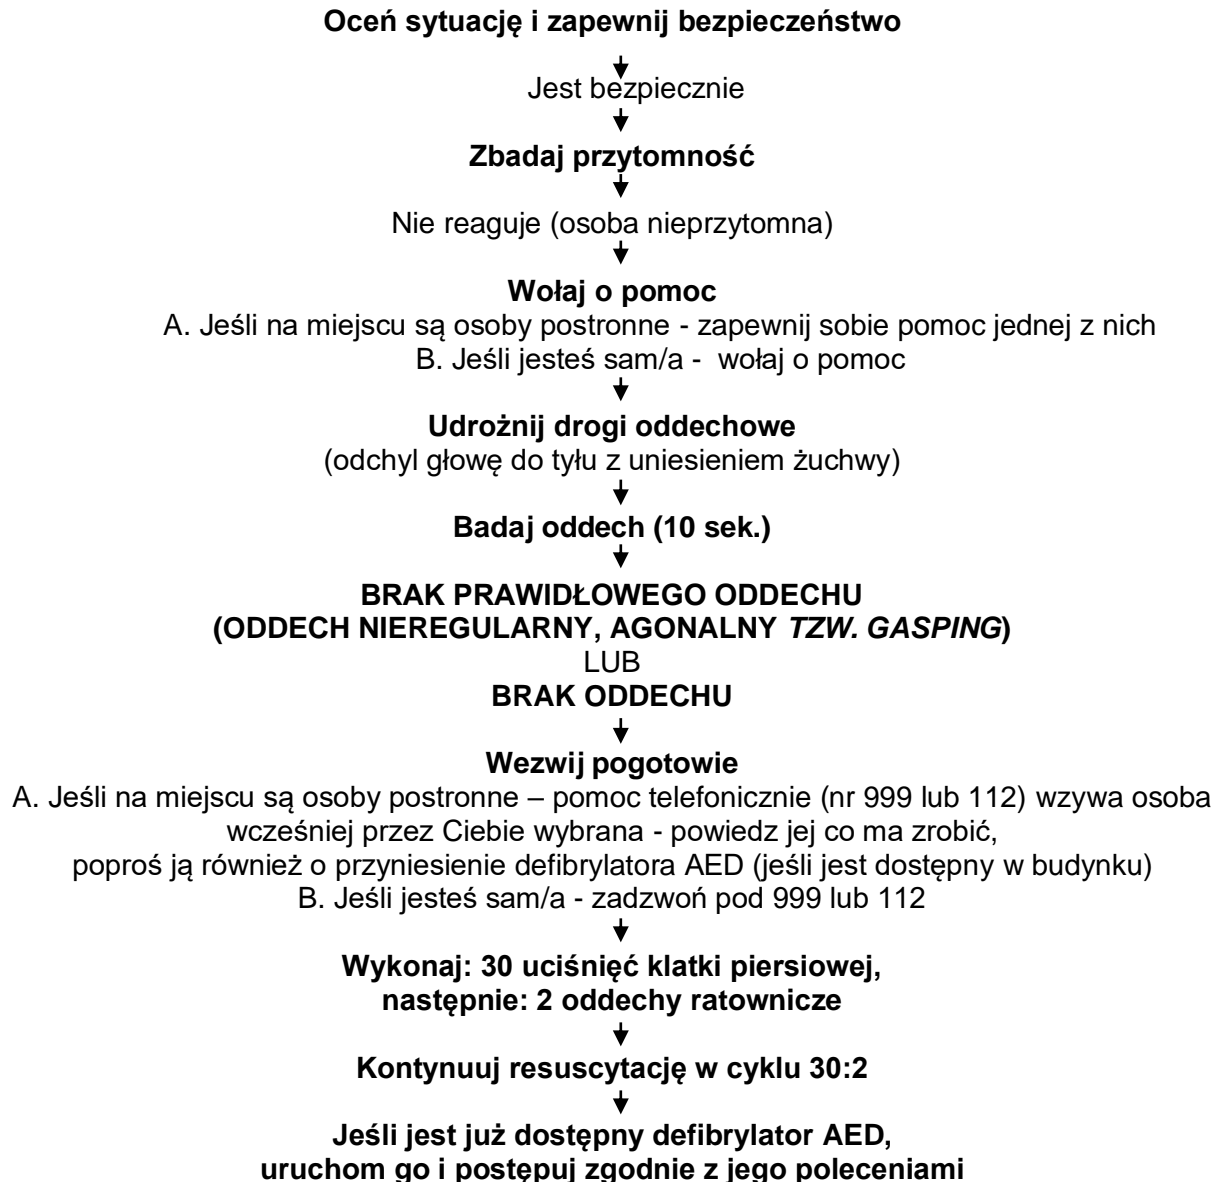 Oceń sytuację i zapewnij bezpieczeństwo
Jest bezpiecznie
Zbadaj przytomność
Nie reaguje (osoba nieprzytomna)
Wołaj o pomoc
A. Jeśli na miejscu są osoby postronne - zapewnij sobie pomoc jednej z nich
B. Jeśli jesteś sam/a - wołaj o pomoc
Udrożnij drogi oddechowe
(odchyl głowę do tyłu z uniesieniem żuchwy)
Badaj oddech (10 sek.)
BRAK PRAWIDŁOWEGO ODDECHU
(ODDECH NIEREGULARNY, AGONALNY TZW. GASPING)
LUB
BRAK ODDECHU
Wezwij pogotowie
A. Jeśli na miejscu są osoby postronne – pomoc telefonicznie (nr 999 lub 112) wzywa osoba
wcześniej przez Ciebie wybrana - powiedz jej co ma zrobić,
poproś ją również o przyniesienie defibrylatora AED (jeśli jest dostępny w budynku)
B. Jeśli jesteś sam/a - zadzwoń pod 999 lub 112
Wykonaj: 30 uciśnięć klatki piersiowej,
następnie: 2 oddechy ratownicze
Kontynuuj resuscytację w cyklu 30:2
Jeśli jest już dostępny defibrylator AED,
uruchom go i postępuj zgodnie z jego poleceniami